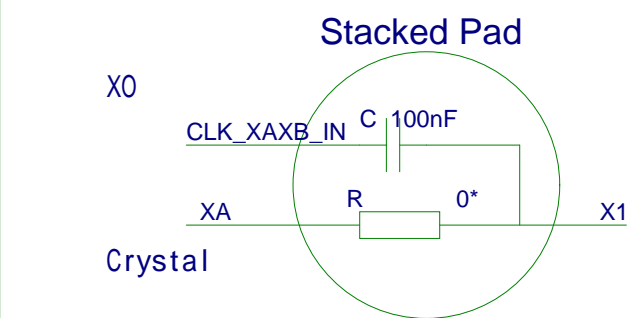 Stacked Pad
X0
C 100nF
CLK_XAXB_IN
R 0*
XA X1
Crystal